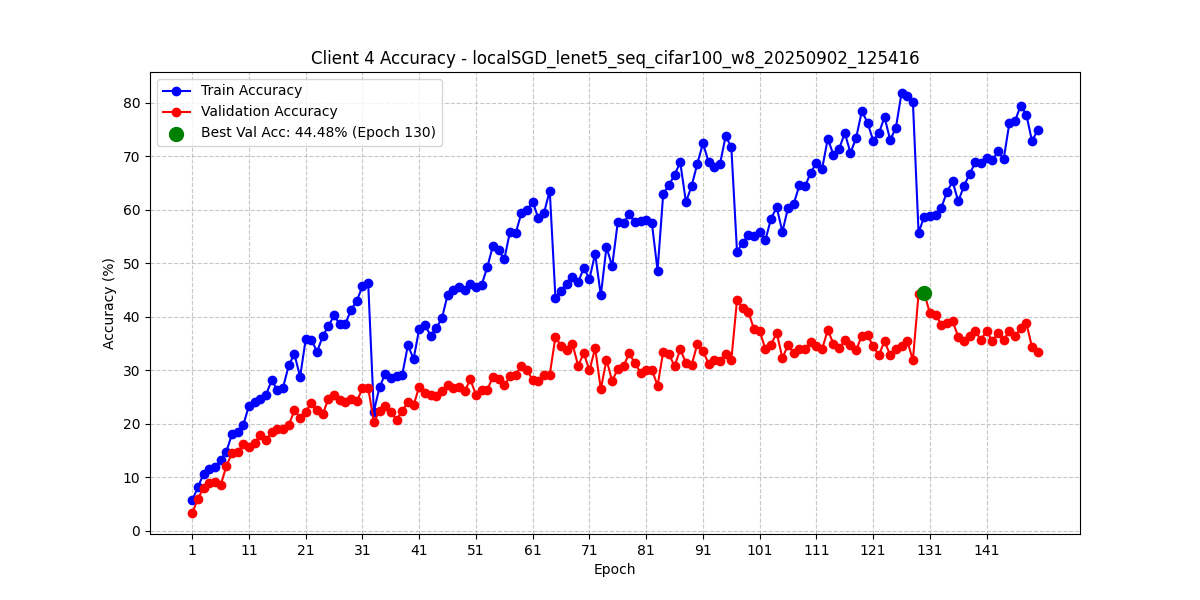 Client 4 Accuracy - localSGD_lenet5_seq_cifar100_w8_20250902_125416
Train Accuracy
Validation Accuracy
Best Val Acc: 44.48% (Epoch 130)
Accuracy (%)
80
70
60
50
40
30
20
10
0
1 11 21 31 41 51 61 71 81 91 101 111 121 131 141
Epoch